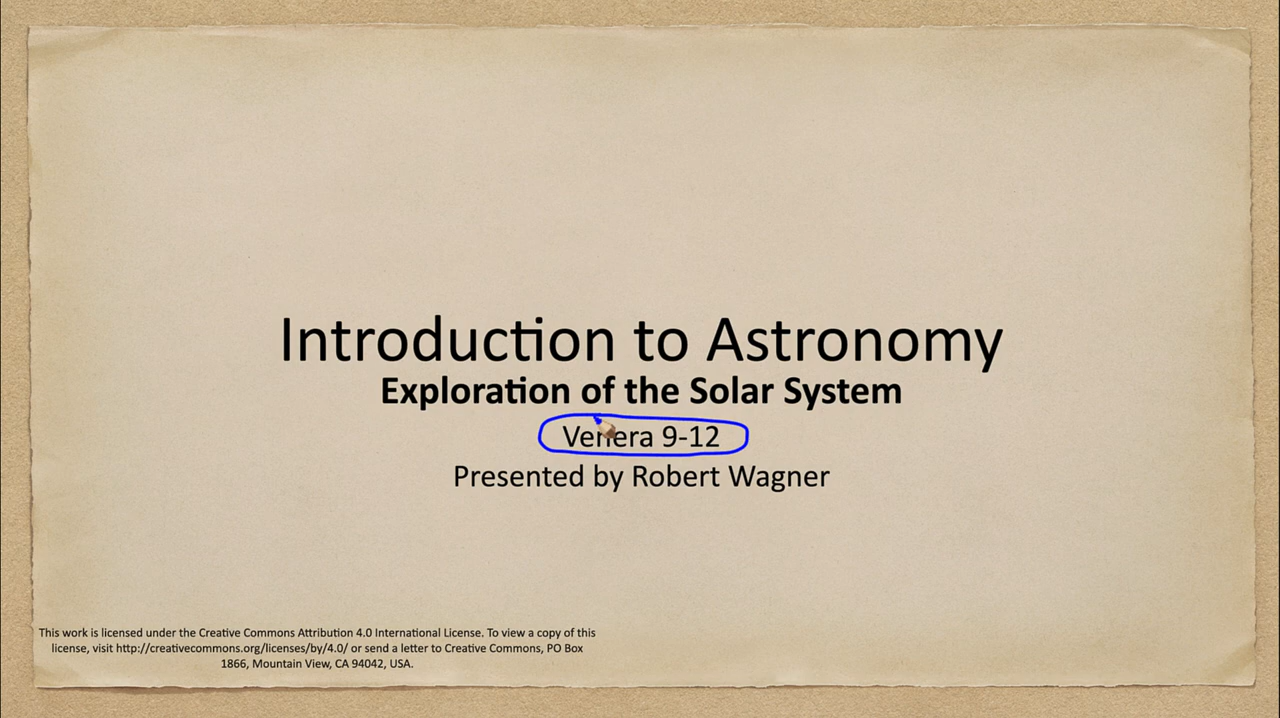 Introduction to Astronomy
Exploration of the Solar System
Venera 9-12
Presented by Robert Wagner
This work is licensed under the Creative Commons Attribution 4.0 International License. To view a copy of this
license, visit http://creativecommons.org/licenses/by/4.0/ or send a letter to Creative Commons, PO Box
1866, Mountain View, CA 94042, USA.